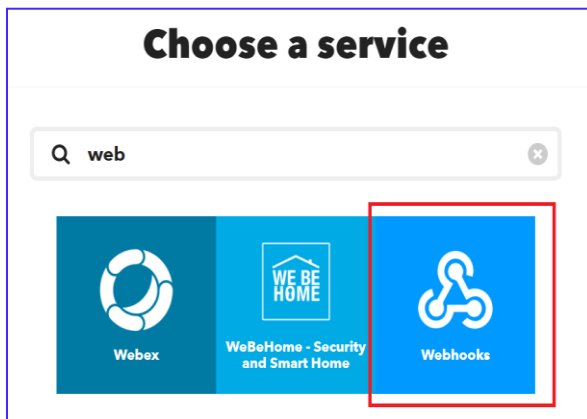 Choose a service
web
WE BE
HOME
Webex
WeBeHome - Security
and Smart Home
Webhooks